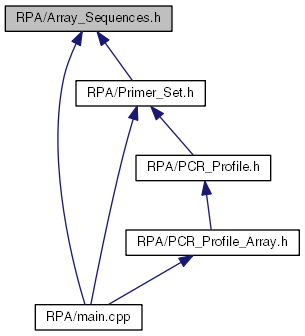 RPA/Array_Sequences.h
RPA/Primer_Set.h
RPA/PCR_Profile.h
RPA/PCR_Profile_Array.h
RPA/main.cpp